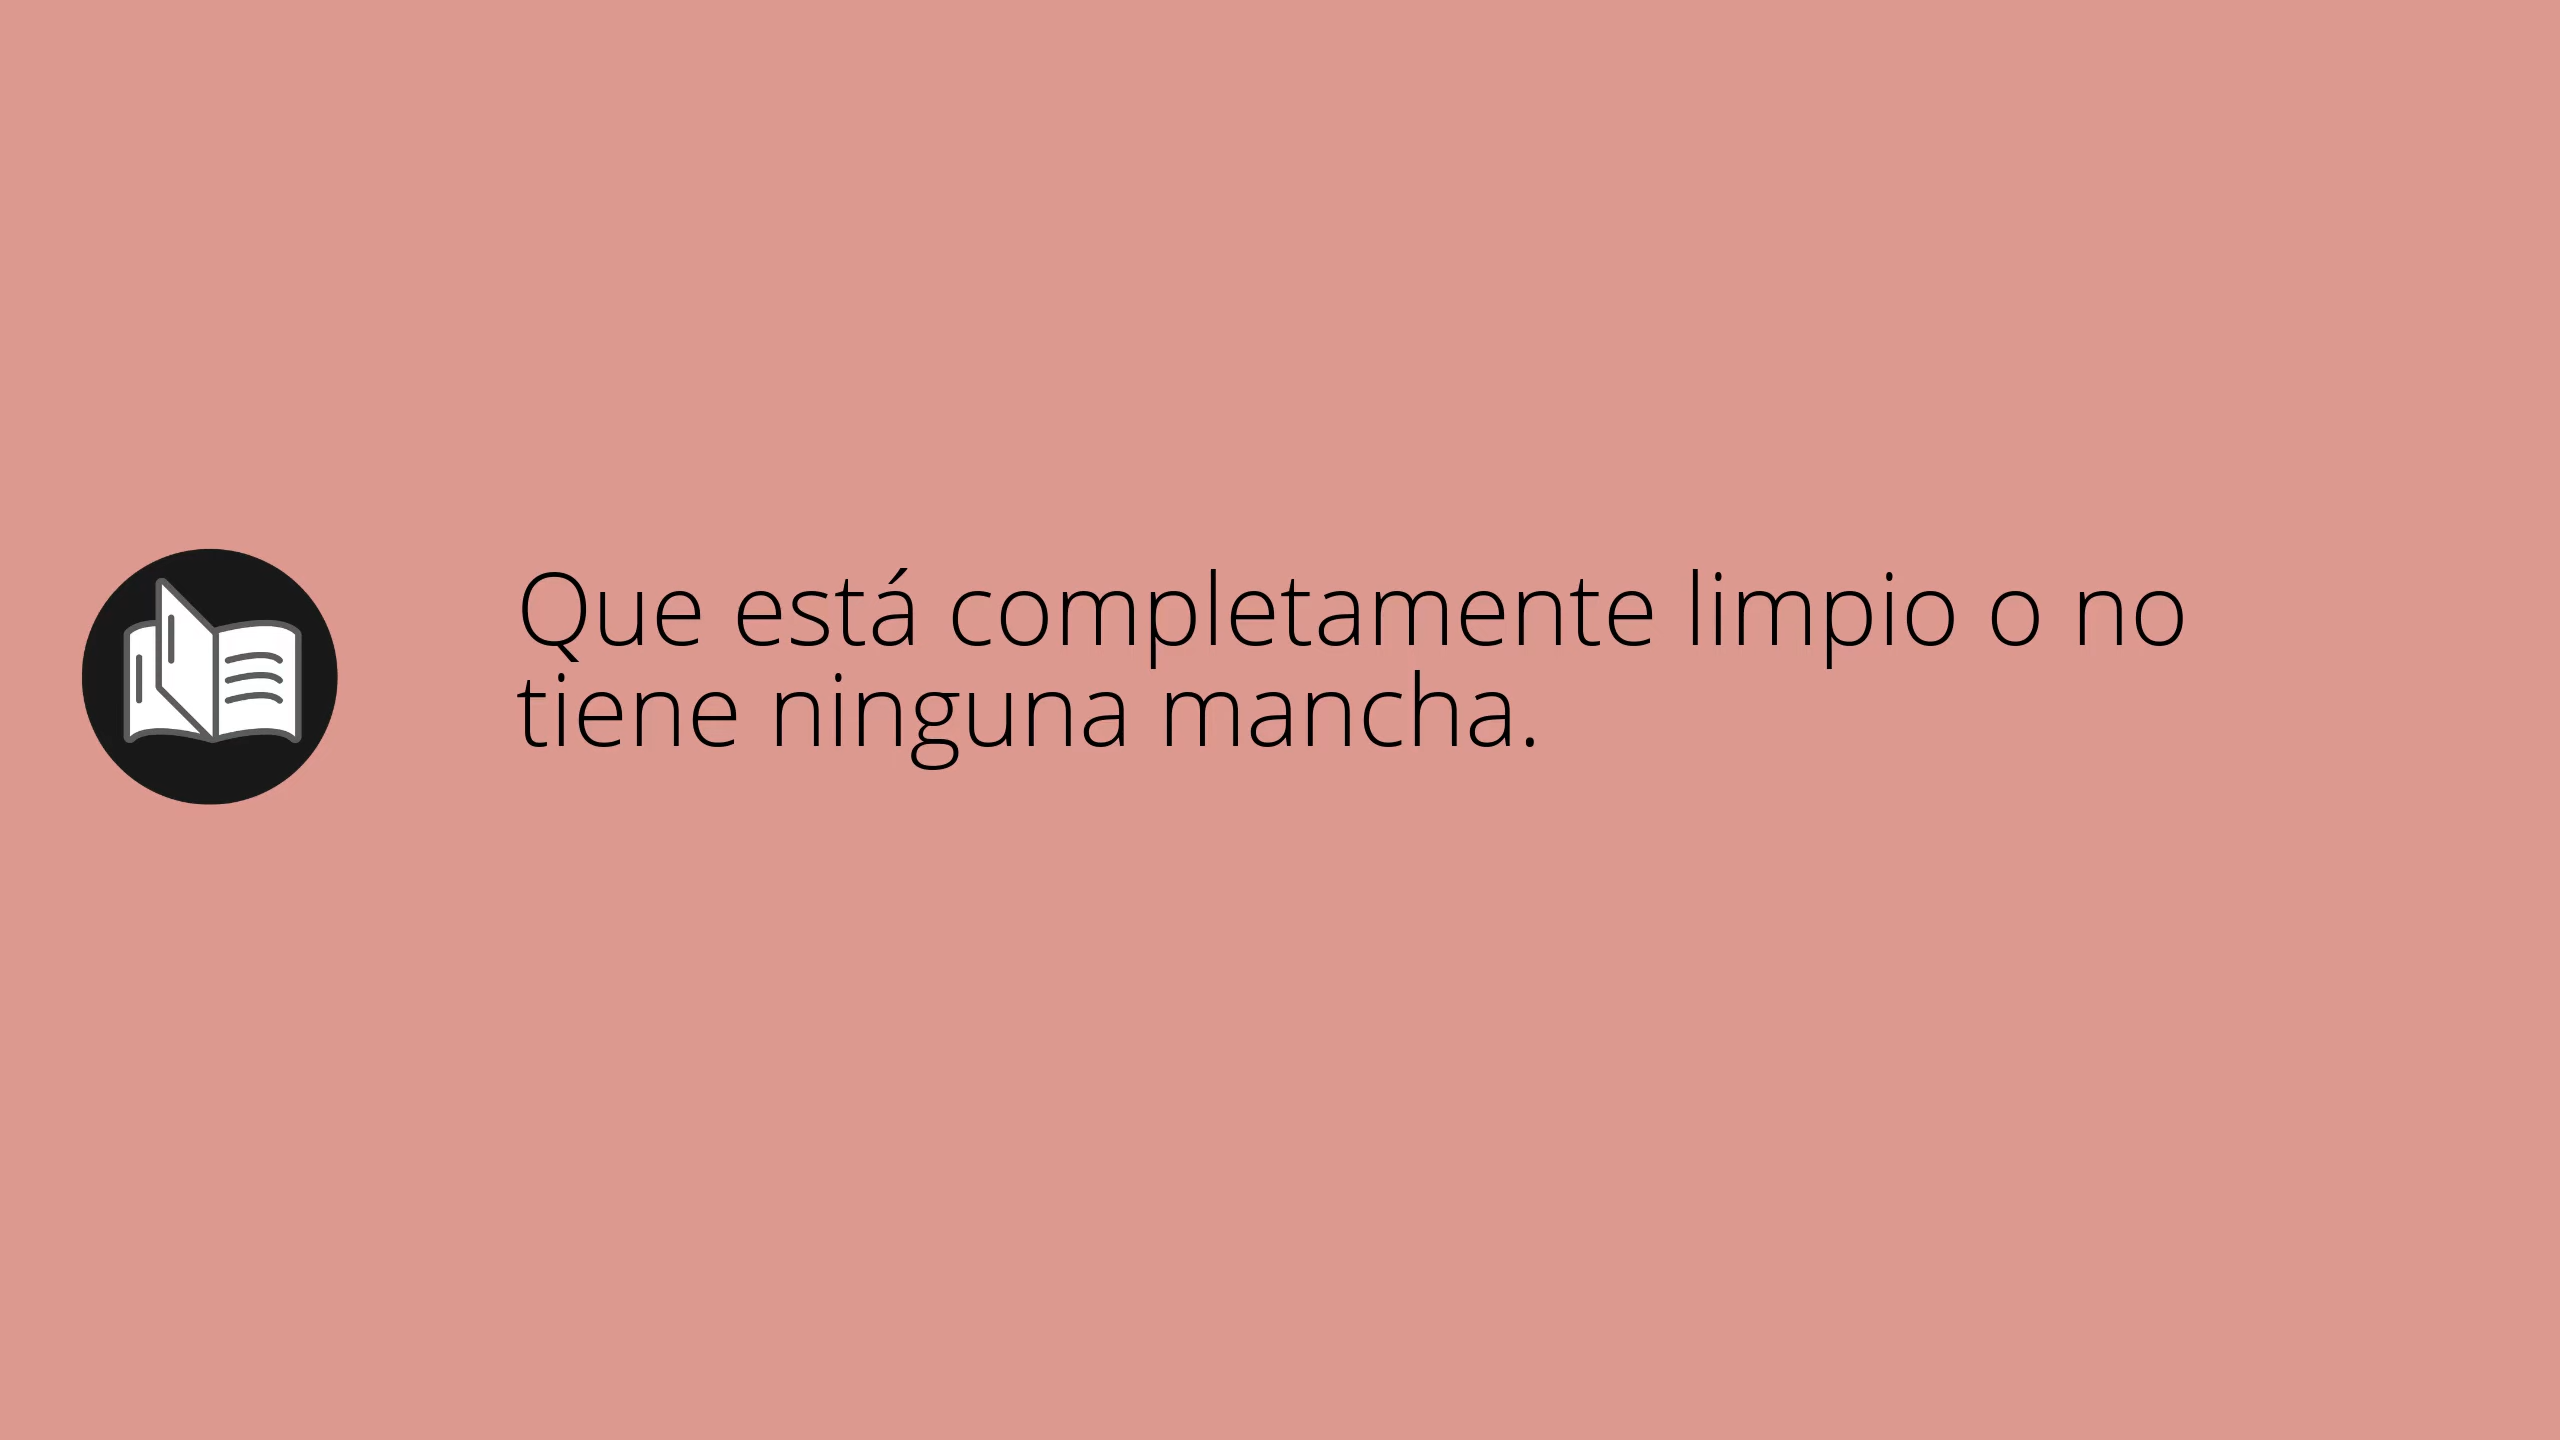 Que está completamente limpio o no
tiene ninguna mancha.